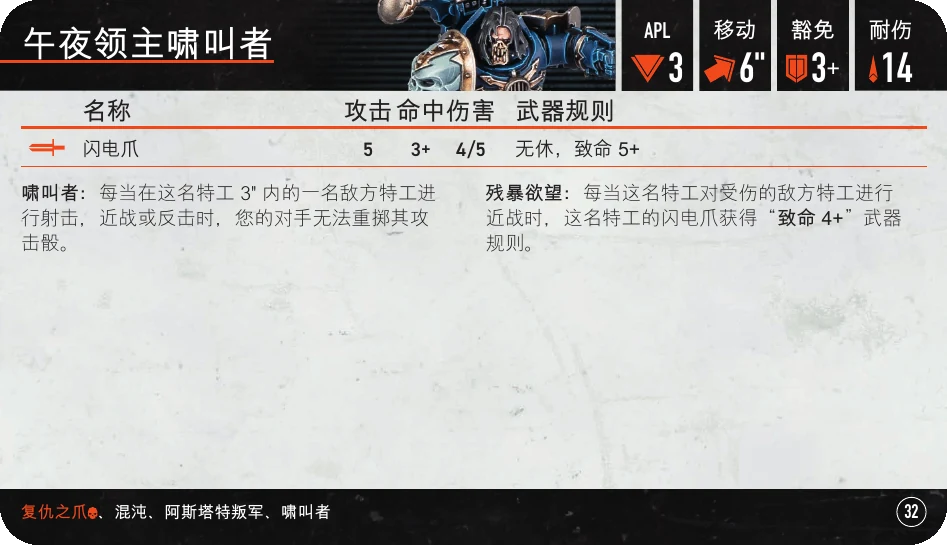 午夜领主啸叫者
APL 移动 豁免 耐伤
3 6" 3+ 14
名称 攻击 命中 伤害 武器规则
闪电爪 5 3+ 4/5 无休，致命 5+
啸叫者：每当在这名特工 3" 内的一名敌方特工进
行射击，近战或反击时，您的对手无法重掷其攻
击骰。
残暴欲望：每当这名特工对受伤的敌方特工进行
近战时，这名特工的闪电爪获得“致命 4+”武器
规则。
复仇之爪、混沌、阿斯塔特叛军、啸叫者
32